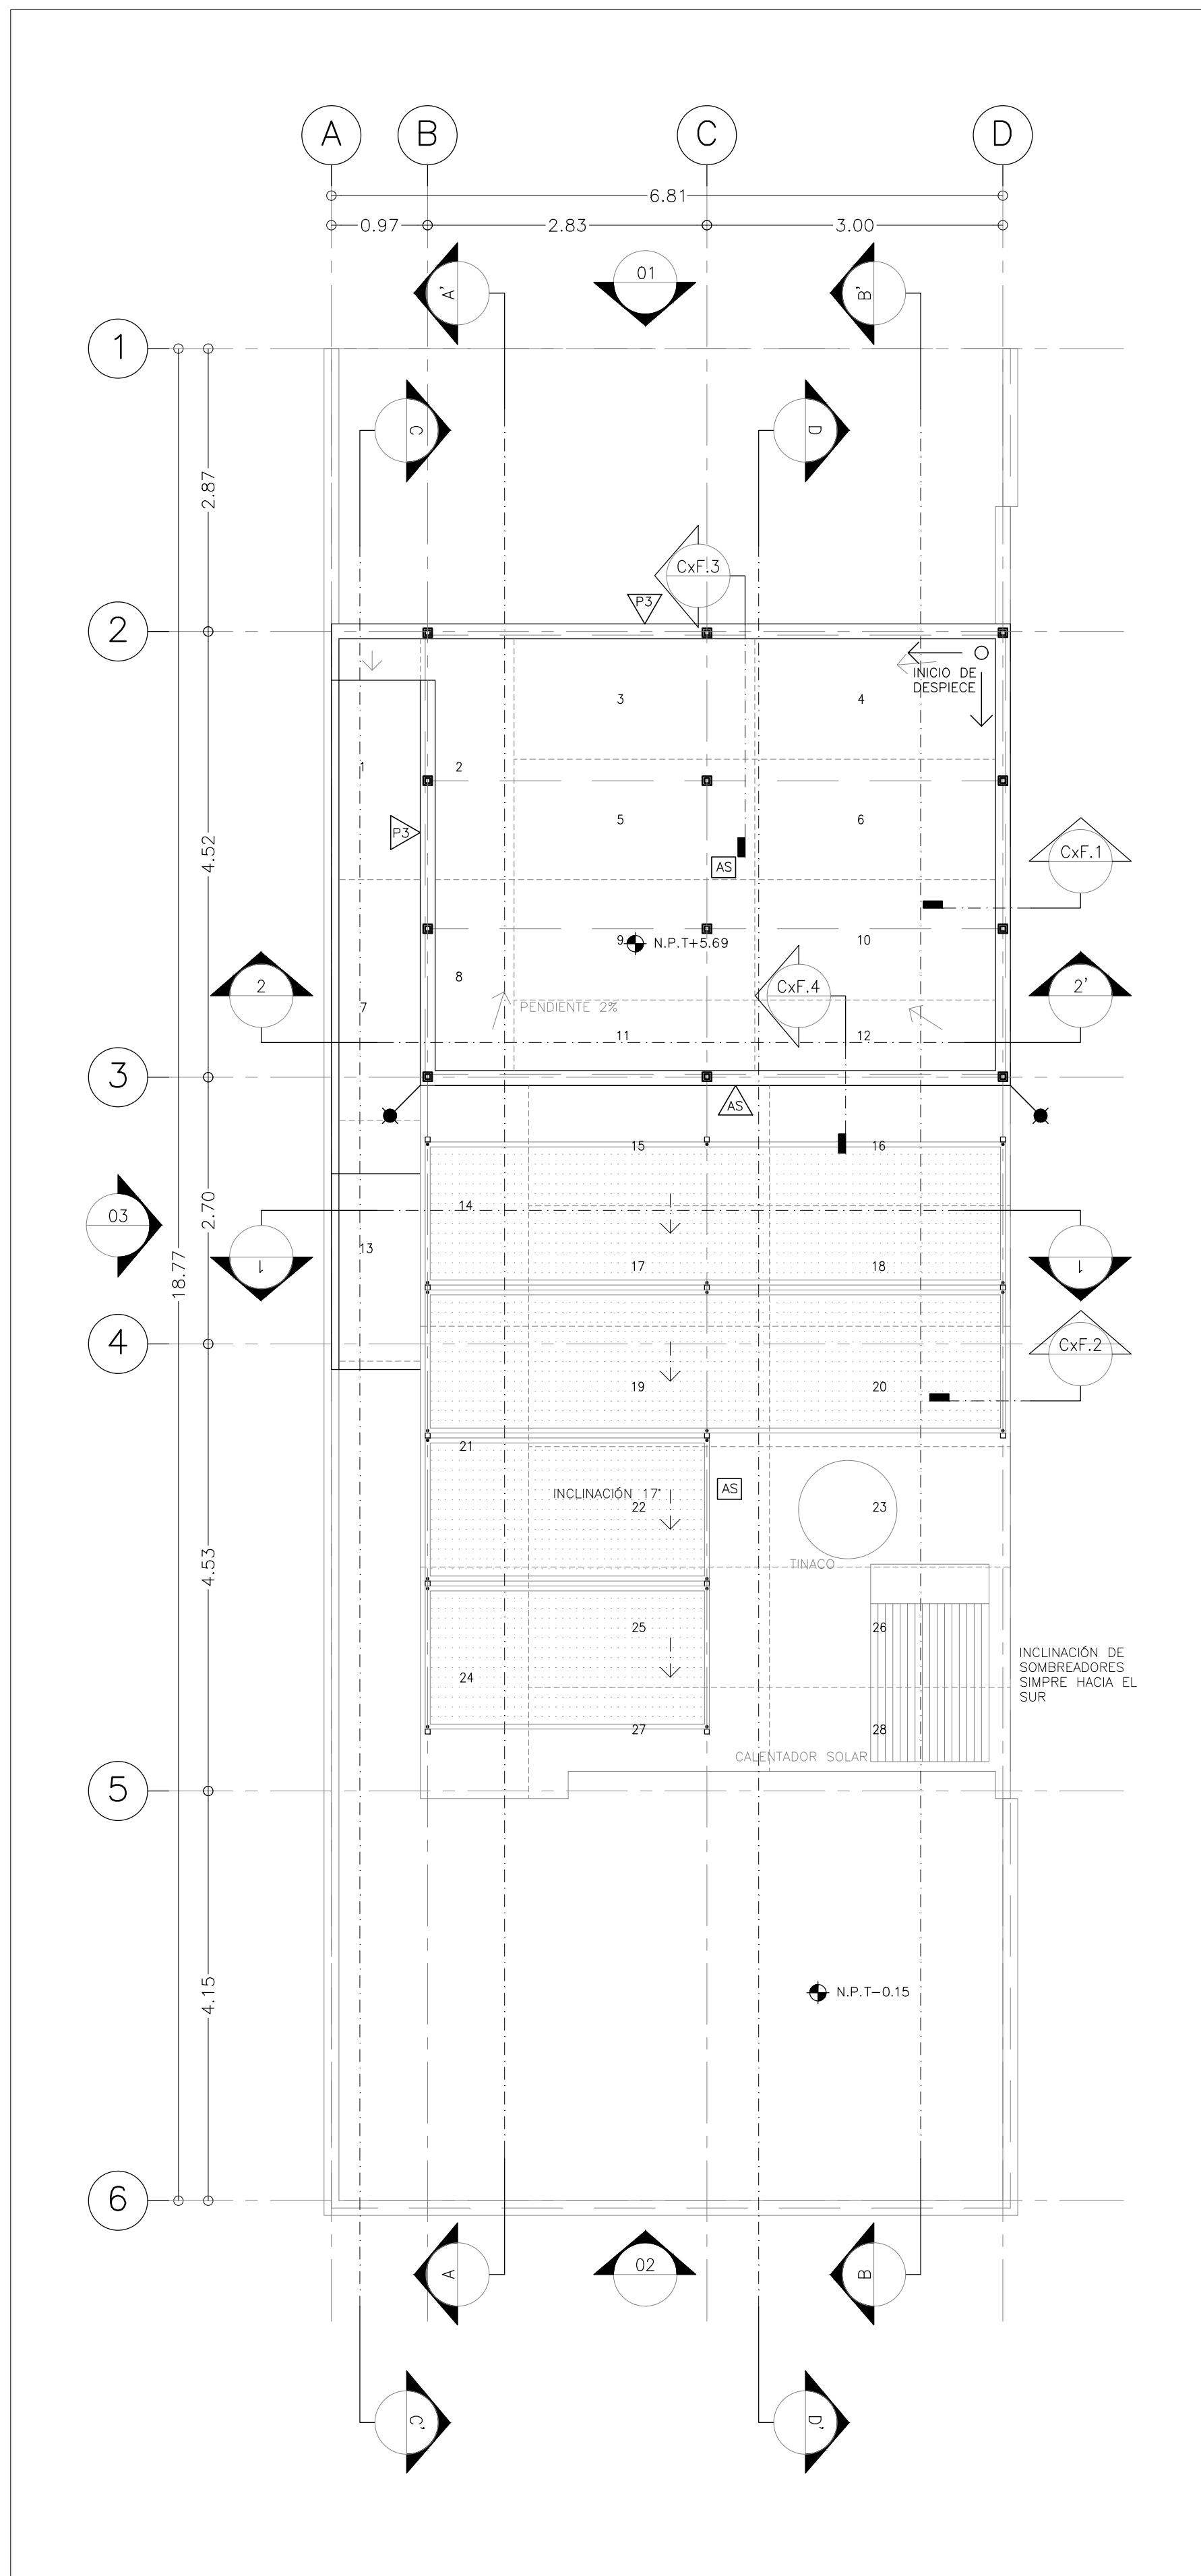 A
B
C
D
6.81
0.97
2.83
3.00
A'
01
B'
1
C
D
2.87
CxF.3
P3
2
INICIO DE
DESPIECE
3
4
1
2
P3
5
6
4.52
AS
CxF.1
9
N.P.T+5.69
10
8
2
CxF.4
2'
7
PENDIENTE 2%
11
12
3
AS
15
16
14
03
2.70
13
18.77
1
17
18
1
4
CxF.2
19
20
21
INCLINACIÓN 17°
22
AS
23
4.53
TINACO
25
26
INCLINACIÓN DE
SOMBREADORES
SIMPRE HACIA EL
SUR
24
27
28
CALENTADOR SOLAR
5
4.15
N.P.T-0.15
6
A
02
B
C'
D'